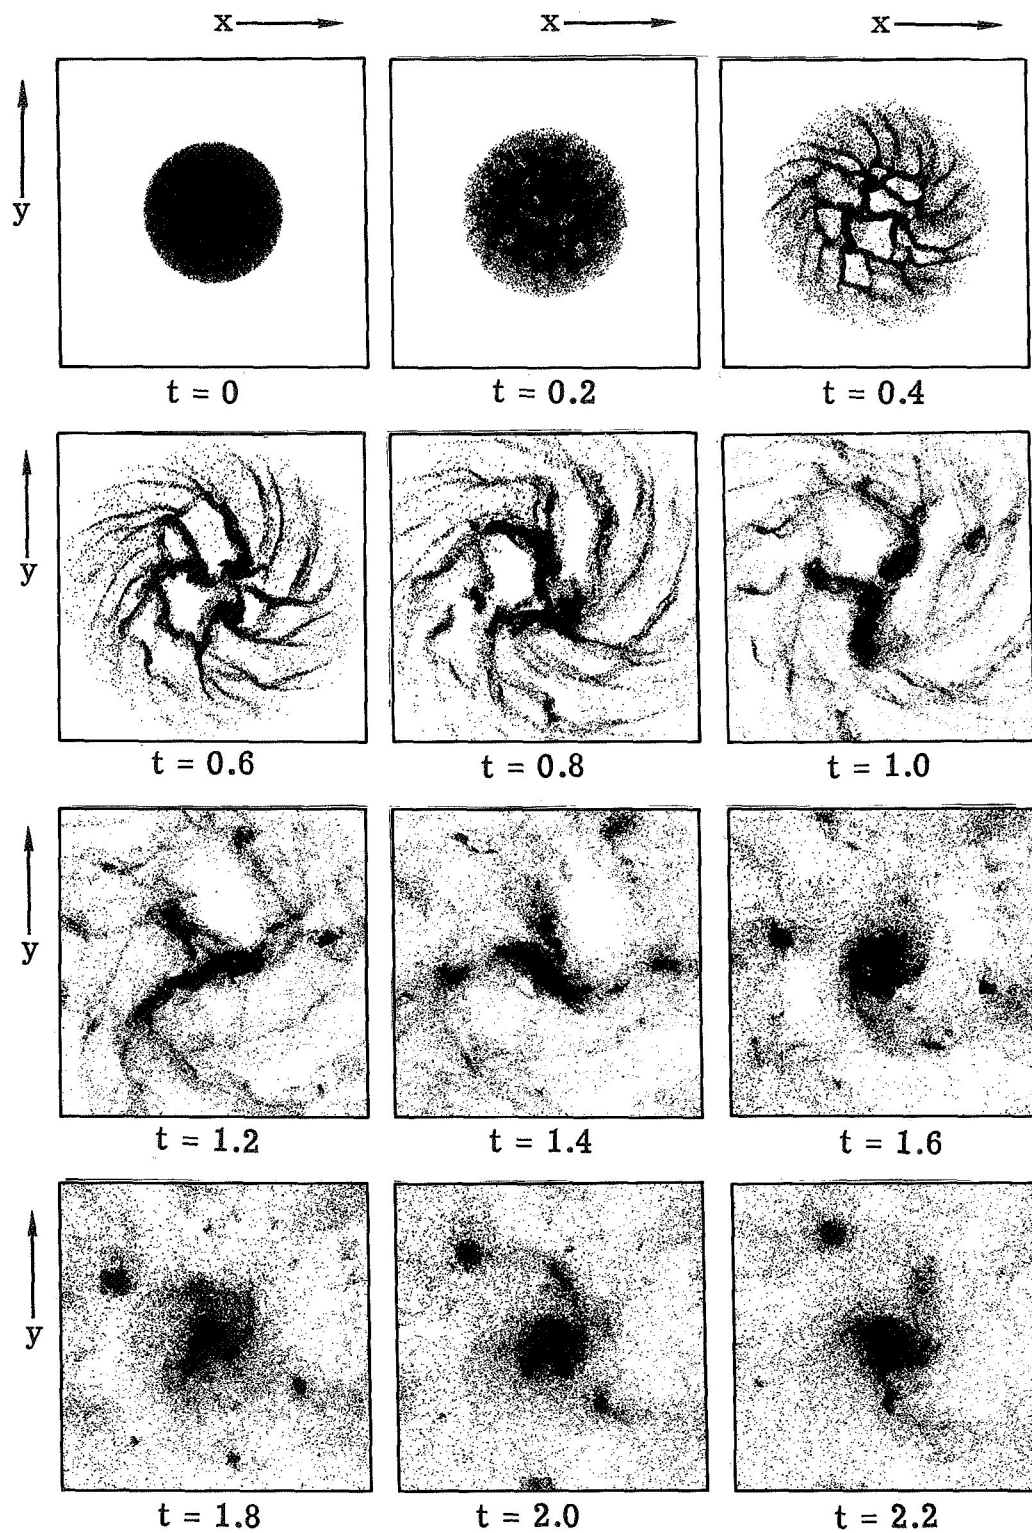 x x x
y
t = 0 t = 0.2 t = 0.4
y
t = 0.6 t = 0.8 t = 1.0
y
t = 1.2 t = 1.4 t = 1.6
y
t = 1.8 t = 2.0 t = 2.2